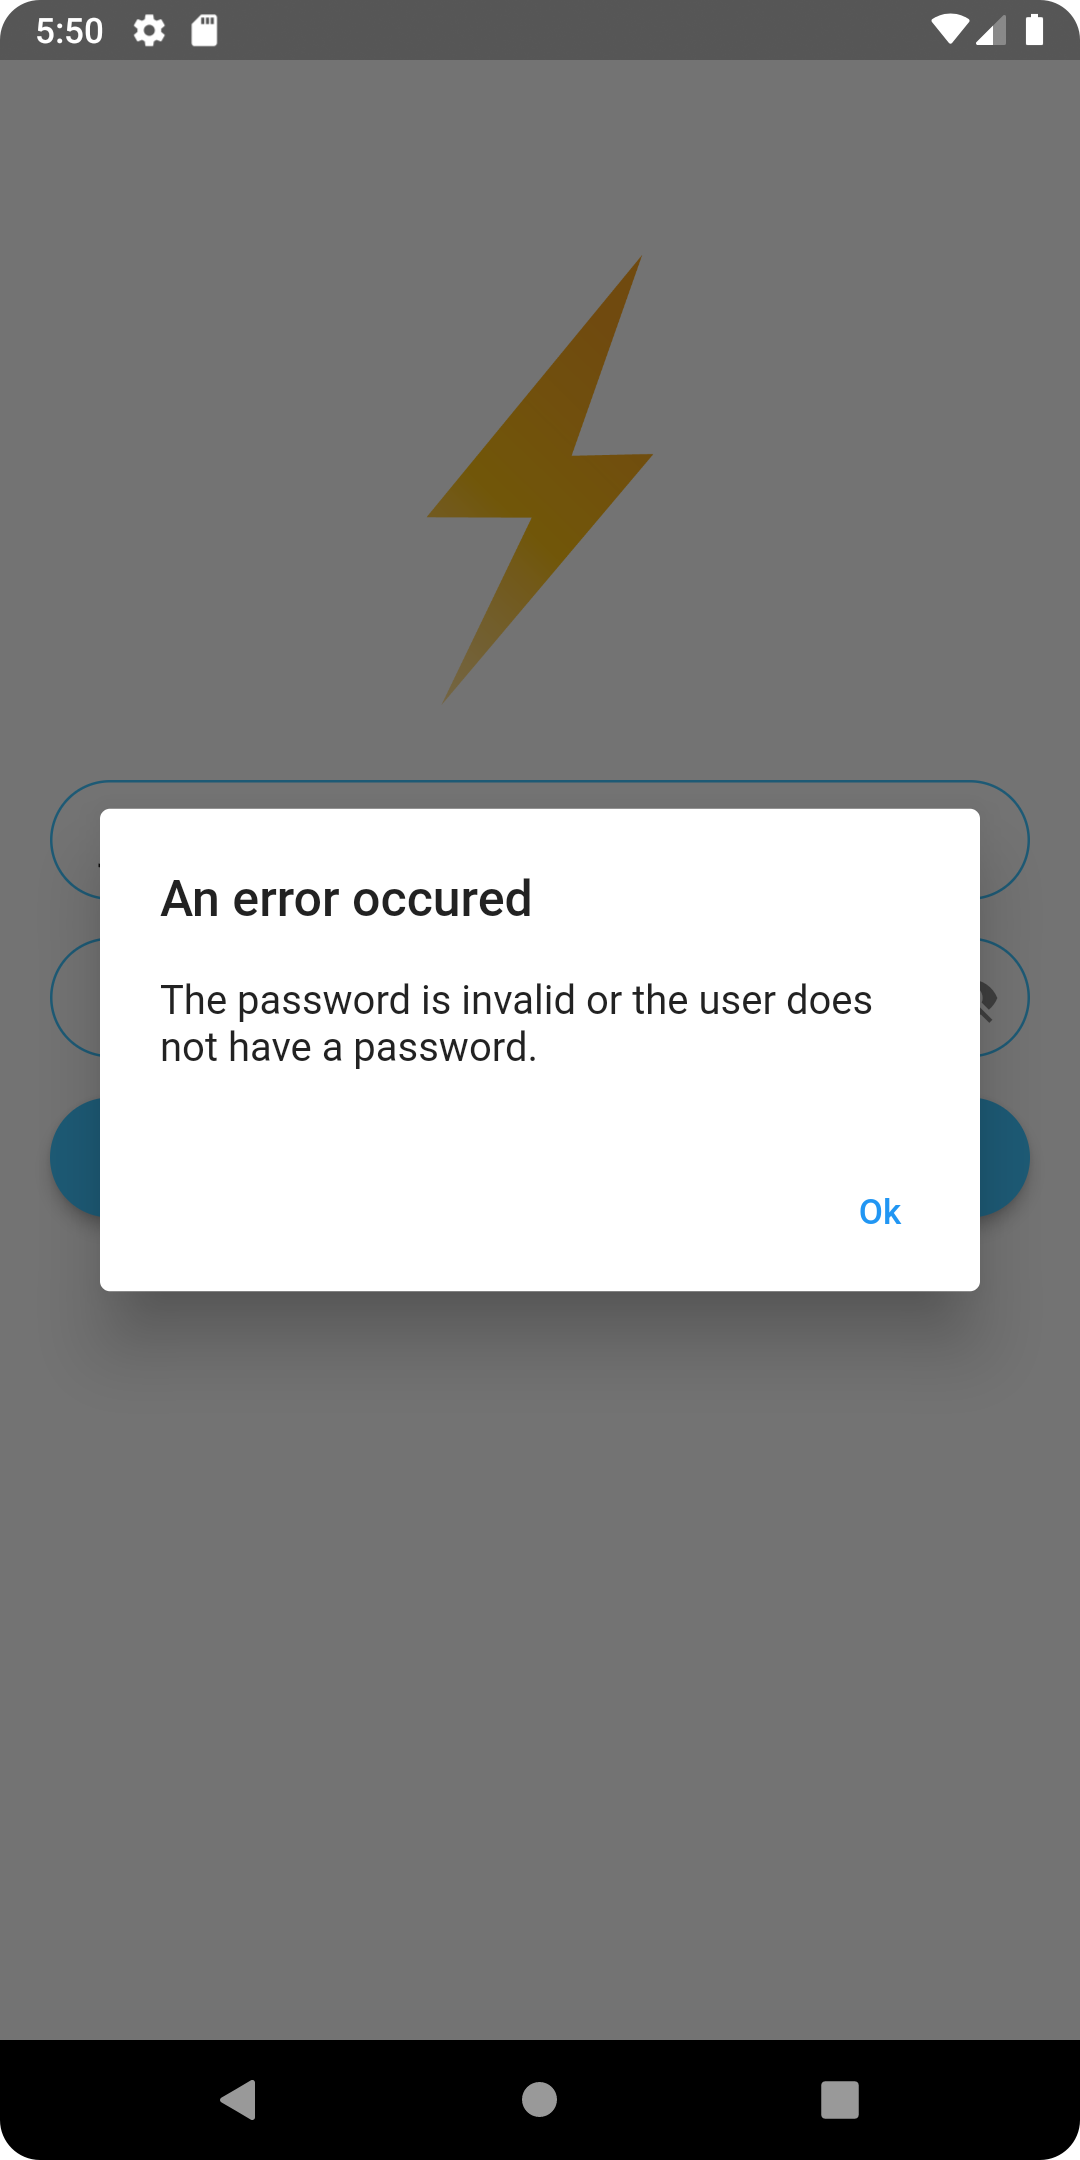 5:50
An error occured
The password is invalid or the user does
not have a password.
Ok